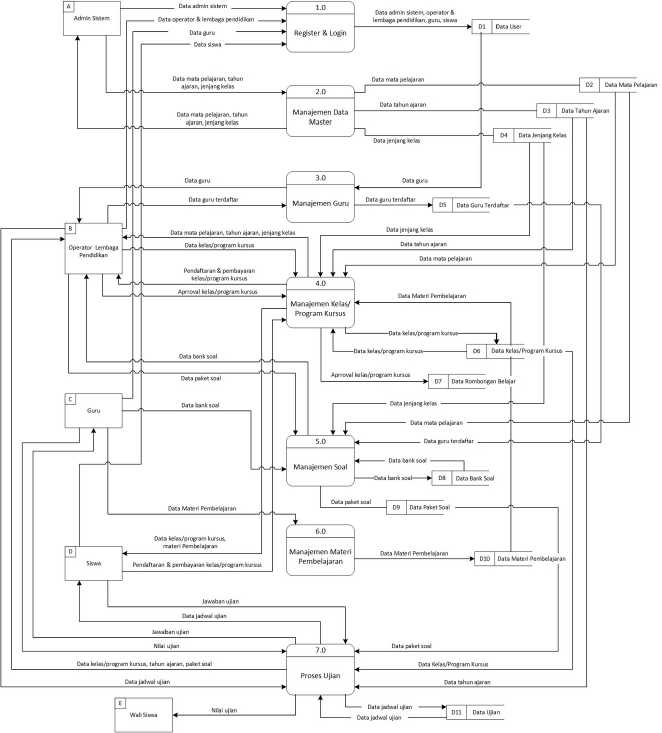 A
Admin Sistem
Data admin sistem
Data operator & lembaga pendidikan
Data guru
Data siswa
1.0
Register & Login
Data admin sistem, operator &
lembaga pendidikan, guru, siswa
D1 Data User
Data mata pelajaran, tahun
ajaran, jenjang kelas
Data mata pelajaran, tahun
ajaran, jenjang kelas
2.0
Manajemen Data
Master
Data mata pelajaran
D2 Data Mata Pelajaran
Data tahun ajaran
D3 Data Tahun Ajaran
Data jenjang kelas
D4 Data Jenjang Kelas
Data guru
Data guru terdaftar
3.0
Manajemen Guru
Data guru
Data guru terdaftar
D5 Data Guru Terdaftar
B
Operator Lembaga
Pendidikan
Data mata pelajaran, tahun ajaran, jenjang kelas
Data kelas/program kursus
Pendaftaran & pembayaran
kelas/program kursus
Aprroval kelas/program kursus
Data jenjang kelas
Data tahun ajaran
Data mata pelajaran
4.0
Manajemen Kelas/
Program Kursus
Data Materi Pembelajaran
Data kelas/program kursus
Data kelas/program kursus
D6 Data Kelas/Program Kursus
Aprroval kelas/program kursus
D7 Data Rombongan Belajar
Data bank soal
Data paket soal
C
Guru
Data bank soal
Data jenjang kelas
Data mata pelajaran
Data guru terdaftar
5.0
Manajemen Soal
Data bank soal
Data bank soal
D8 Data Bank Soal
Data paket soal
D9 Data Paket Soal
Data Materi Pembelajaran
6.0
Manajemen Materi
Pembelajaran
Data Materi Pembelajaran
D10 Data Materi Pembelajaran
D
Siswa
Data kelas/program kursus,
materi Pembelajaran
Pendaftaran & pembayaran kelas/program kursus
Jawaban ujian
Data jadwal ujian
Jawaban ujian
Nilai ujian
Data kelas/program kursus, tahun ajaran, paket soal
Data jadwal ujian
7.0
Proses Ujian
Data paket soal
Data Kelas/Program Kursus
Data tahun ajaran
E
Wali Siswa
Nilai ujian
Data jadwal ujian
Data jadwal ujian
D11 Data Ujian